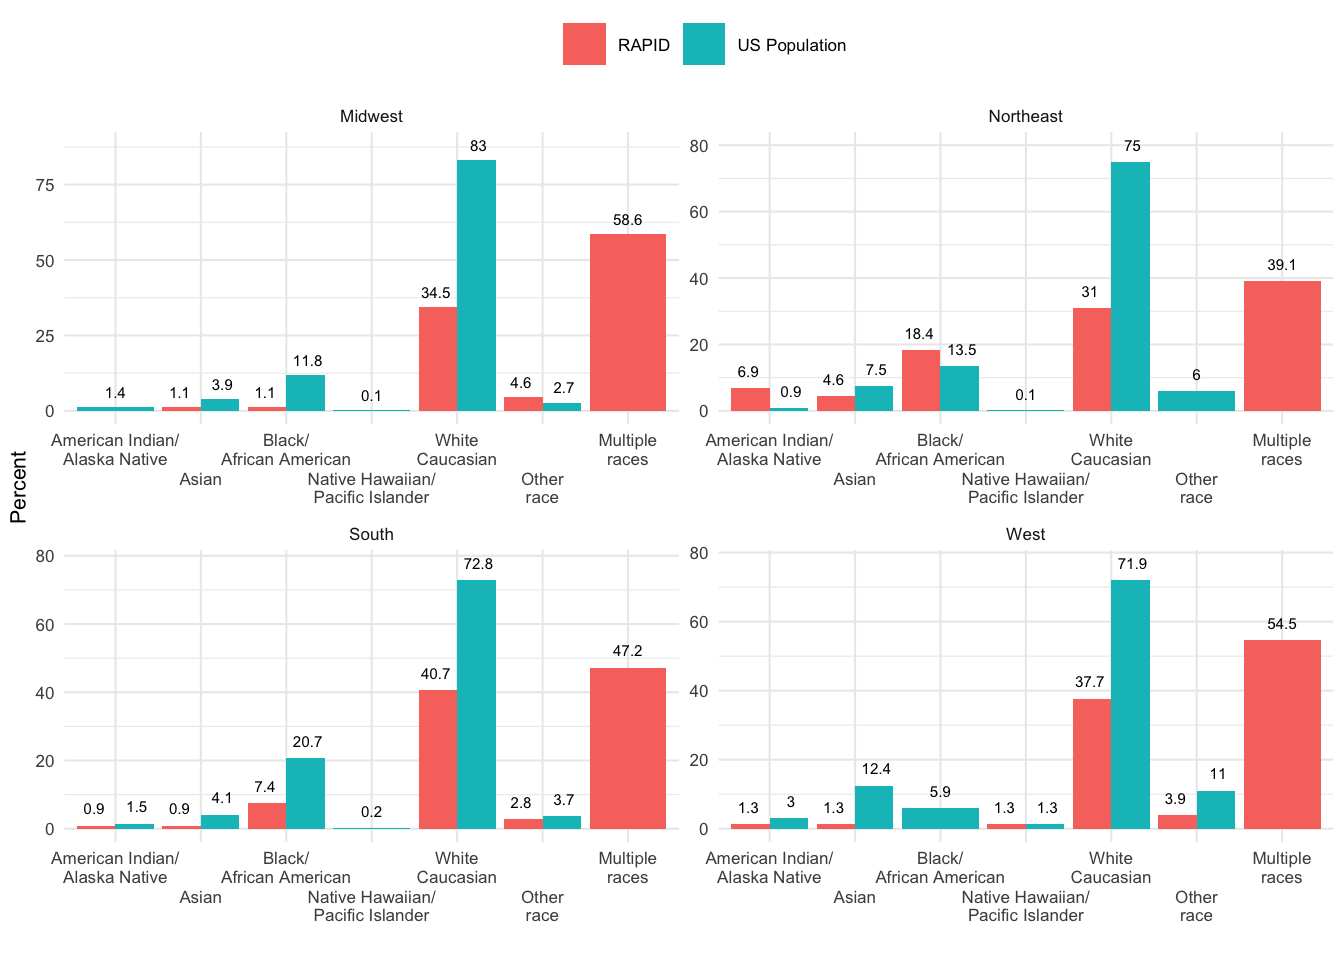 RAPID US Population
Midwest
83
75
58.6
50
34.5
25
11.8
1.4 1.1 3.9 1.1 0.1 4.6 2.7
0
American Indian/ Black/ White Multiple
Alaska Native African American Caucasian races
Asian Native Hawaiian/ Other
Pacific Islander race
Northeast
80
75
60
40
39.1
31
20
18.4
13.5
6.9 0.9 4.6 7.5 0.1 6
0
American Indian/ Black/ White Multiple
Alaska Native African American Caucasian races
Asian Native Hawaiian/ Other
Pacific Islander race
Percent
South
80
72.8
60
47.2
40
40.7
20
20.7
0.9 1.5 0.9 4.1 7.4 0.2 2.8 3.7
0
American Indian/ Black/ White Multiple
Alaska Native African American Caucasian races
Asian Native Hawaiian/ Other
Pacific Islander race
West
80
71.9
60
54.5
40
37.7
20
1.3 3 1.3 12.4 5.9 1.3 1.3 3.9 11
0
American Indian/ Black/ White Multiple
Alaska Native African American Caucasian races
Asian Native Hawaiian/ Other
Pacific Islander race